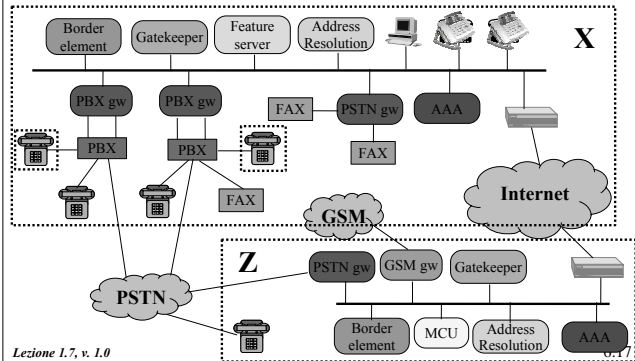 Border element
Gatekeeper
Feature server
Address Resolution
X
PBX gw
PBX gw
FAX
PSTN gw
AAA
PBX
PBX
FAX
FAX
Internet
GSM
Z
PSTN gw
GSM gw
Gatekeeper
PSTN
Border element
MCU
Address Resolution
AAA
Lezione 1.7, v. 1.0